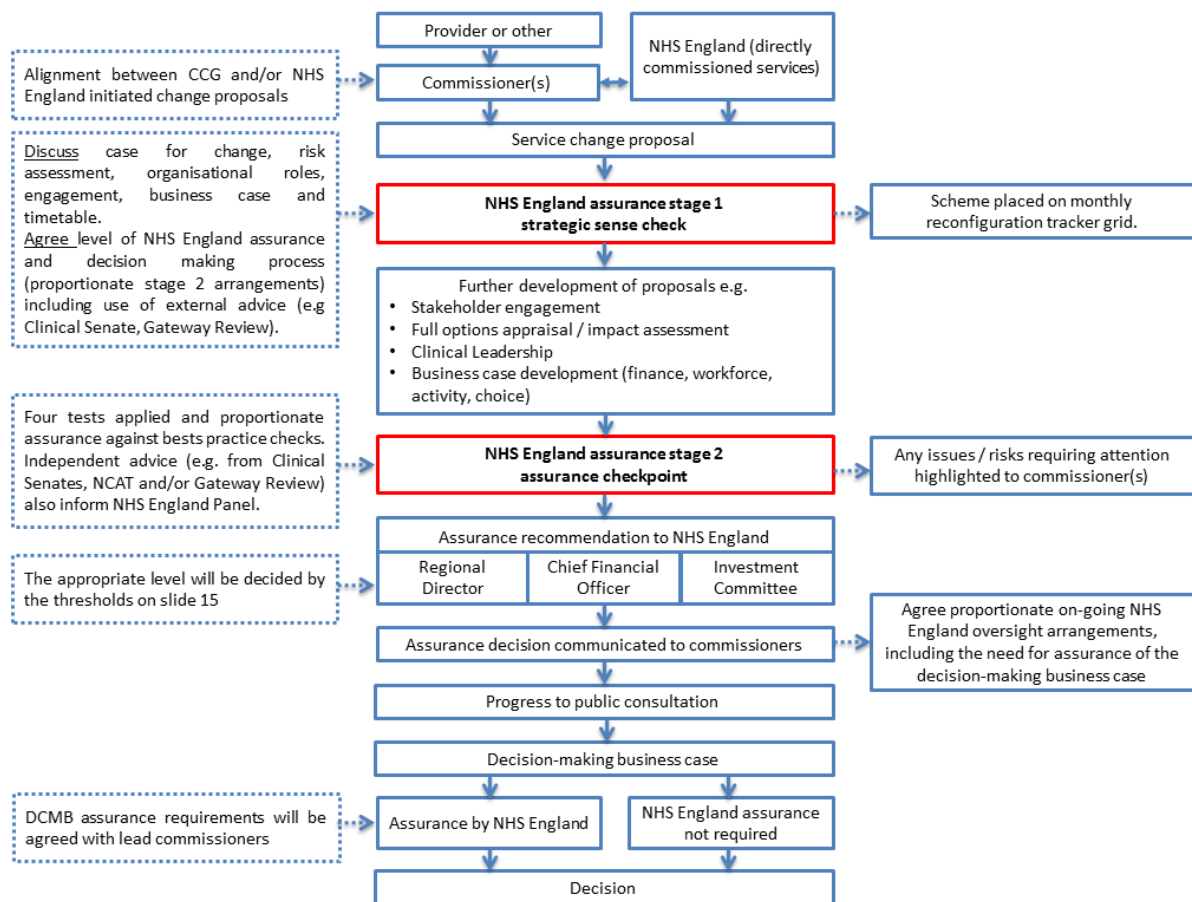 Provider or other
NHS England (directly
commissioned services)
Alignment between CCG and/or NHS
England initiated change proposals
Commissioner(s)
Service change proposal
Discuss case for change, risk
assessment, organisational roles,
engagement, business case and
timetable.
Agree level of NHS England assurance
and decision making process
(proportionate stage 2 arrangements)
including use of external advice (e.g
Clinical Senate, Gateway Review).
NHS England assurance stage 1
strategic sense check
Scheme placed on monthly
reconfiguration tracker grid.
Further development of proposals e.g.
• Stakeholder engagement
• Full options appraisal / impact assessment
• Clinical Leadership
• Business case development (finance, workforce,
activity, choice)
Four tests applied and proportionate
assurance against bests practice checks.
Independent advice (e.g. from Clinical
Senates, NCAT and/or Gateway Review)
also inform NHS England Panel.
NHS England assurance stage 2
assurance checkpoint
Any issues / risks requiring attention
highlighted to commissioner(s)
Assurance recommendation to NHS England
Regional
Director
Chief Financial
Officer
Investment
Committee
The appropriate level will be decided by
the thresholds on slide 15
Assurance decision communicated to commissioners
Agree proportionate on-going NHS
England oversight arrangements,
including the need for assurance of the
decision-making business case
Progress to public consultation
Decision-making business case
DCMB assurance requirements will be
agreed with lead commissioners
Assurance by NHS England
NHS England assurance
not required
Decision